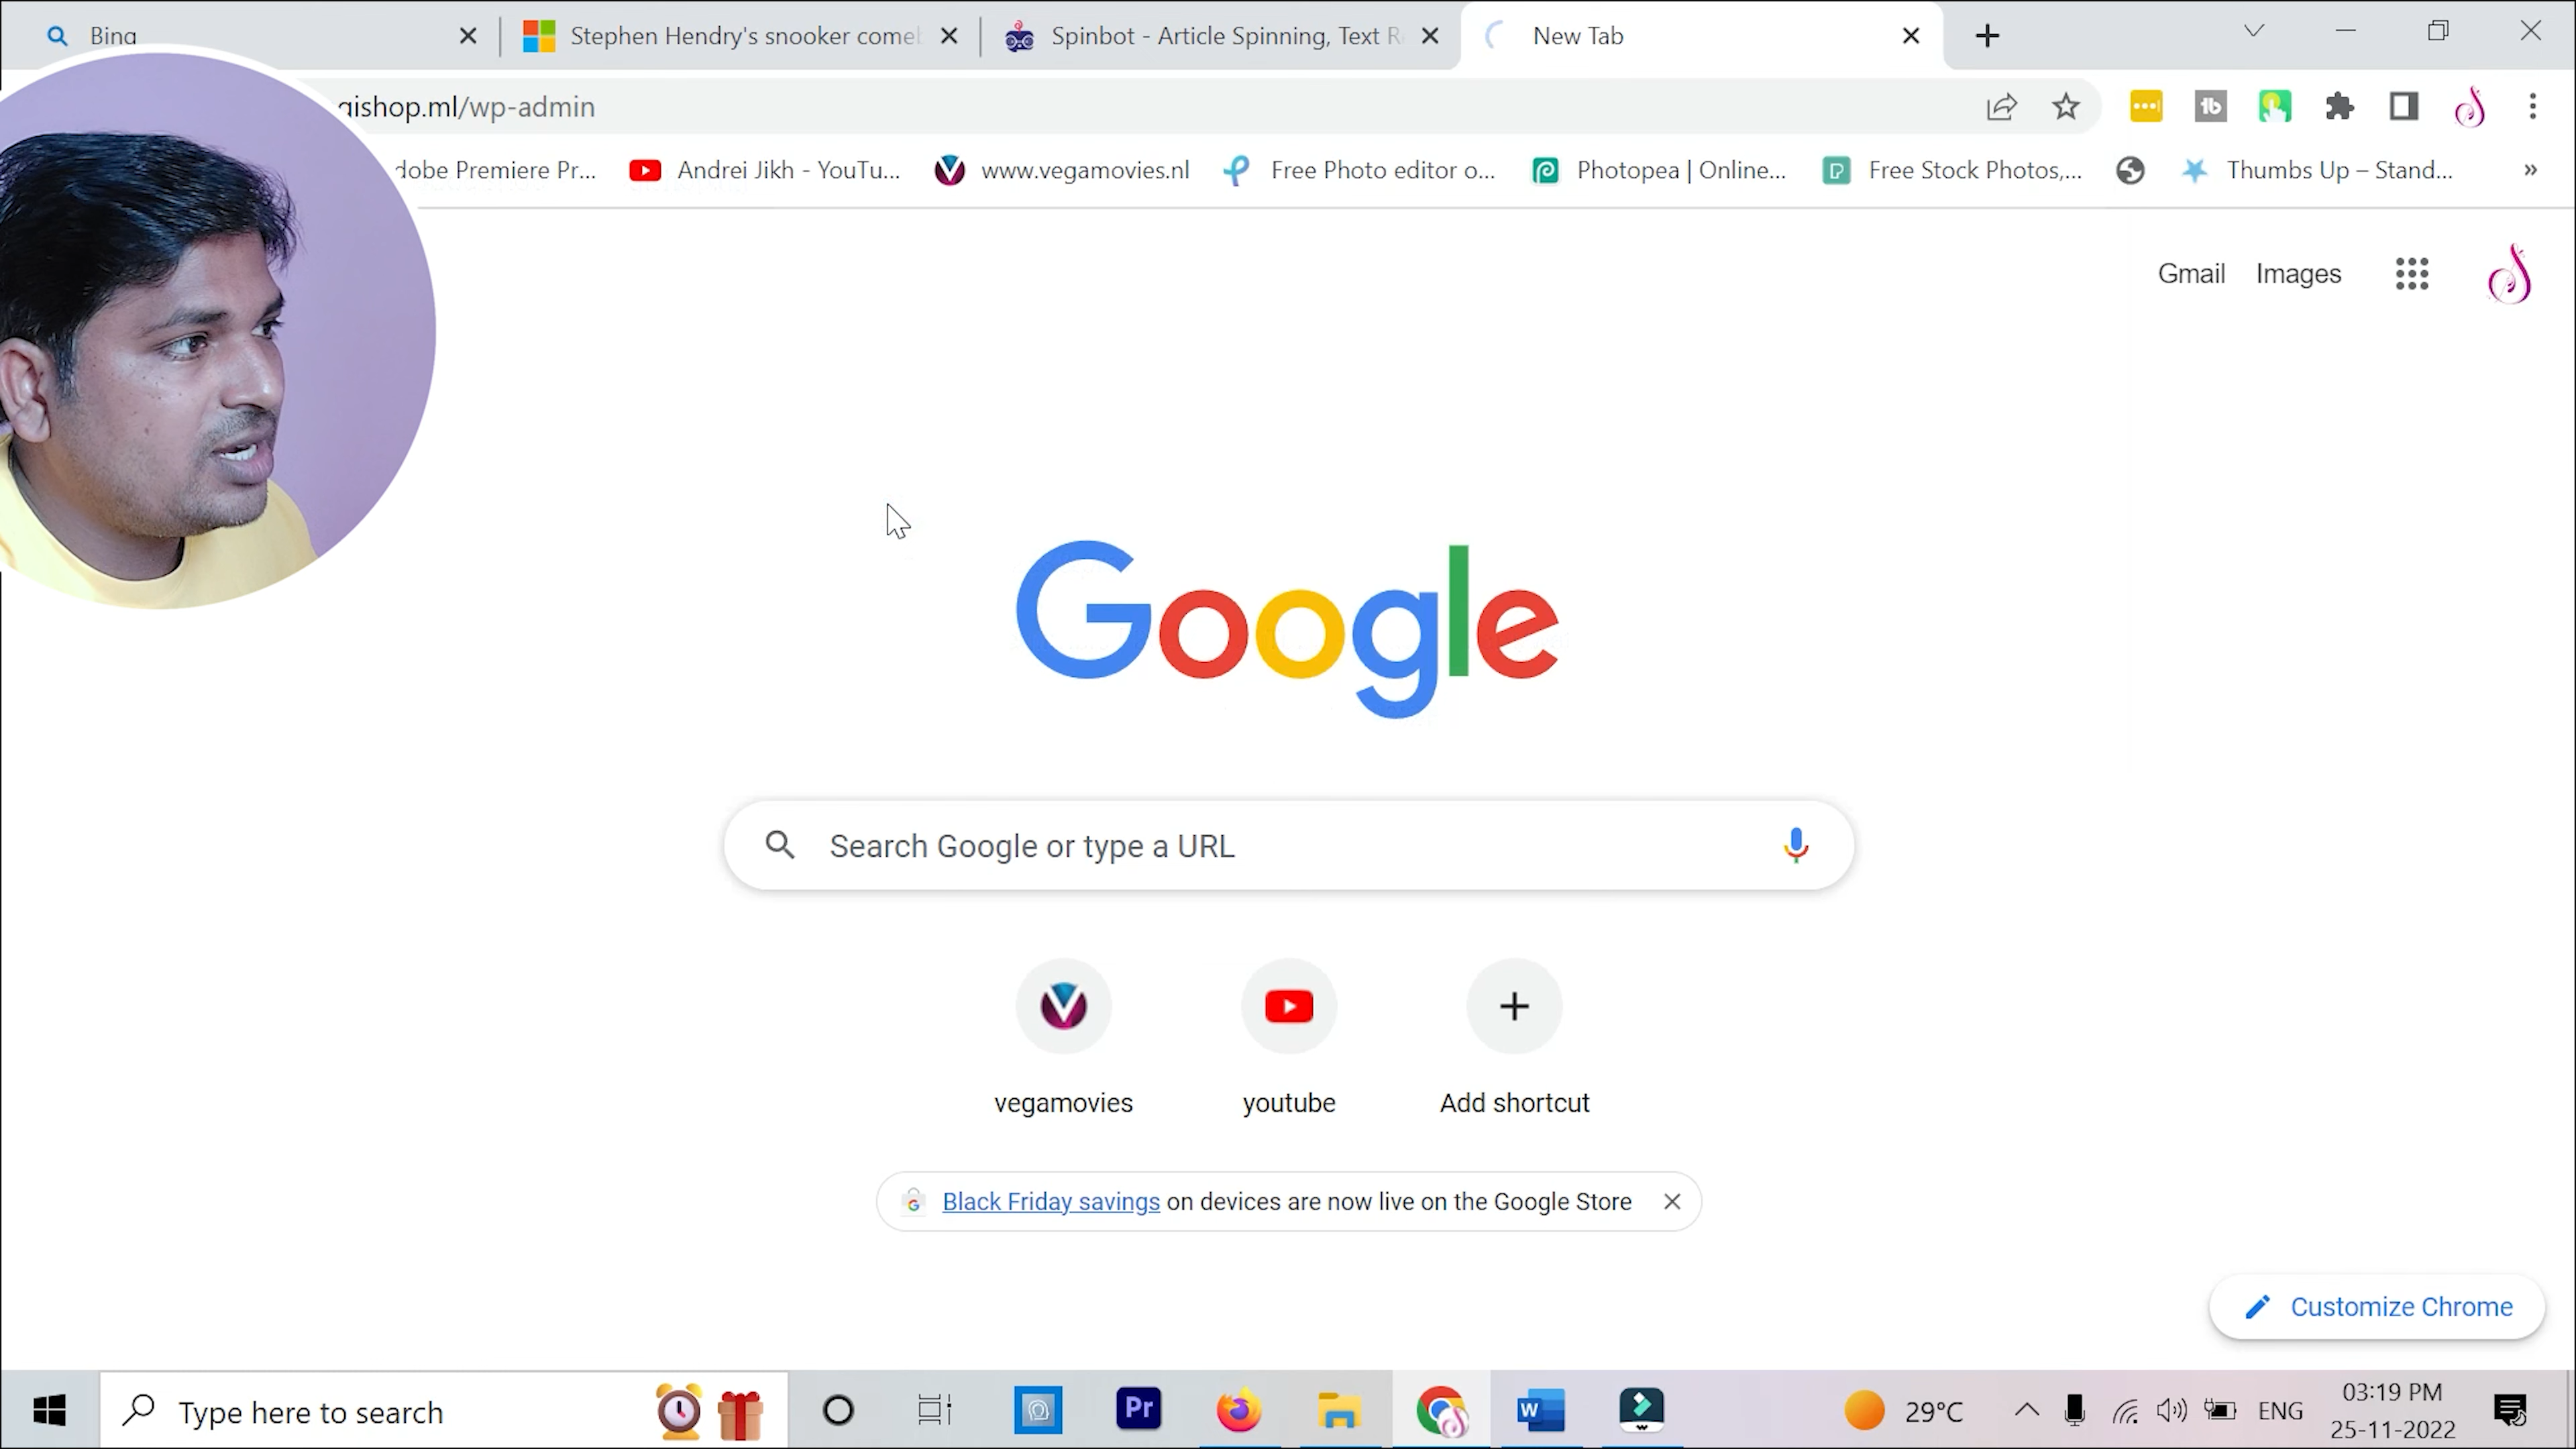 Bing
Stephen Hendry's snooker come
Spinbot - Article Spinning, Text R
New Tab
gishop.ml/wp-admin
dobe Premiere Pr...
Andrei Jikh - YouTu...
www.vegamovies.nl
Free Photo editor o...
Photopea | Online...
Free Stock Photos,...
Thumbs Up – Stand...
»
Gmail
Images
Google
Search Google or type a URL
vegamovies
youtube
Add shortcut
Black Friday savings on devices are now live on the Google Store
Customize Chrome
Type here to search
Pr
W
29°C
ENG
03:19 PM
25-11-2022